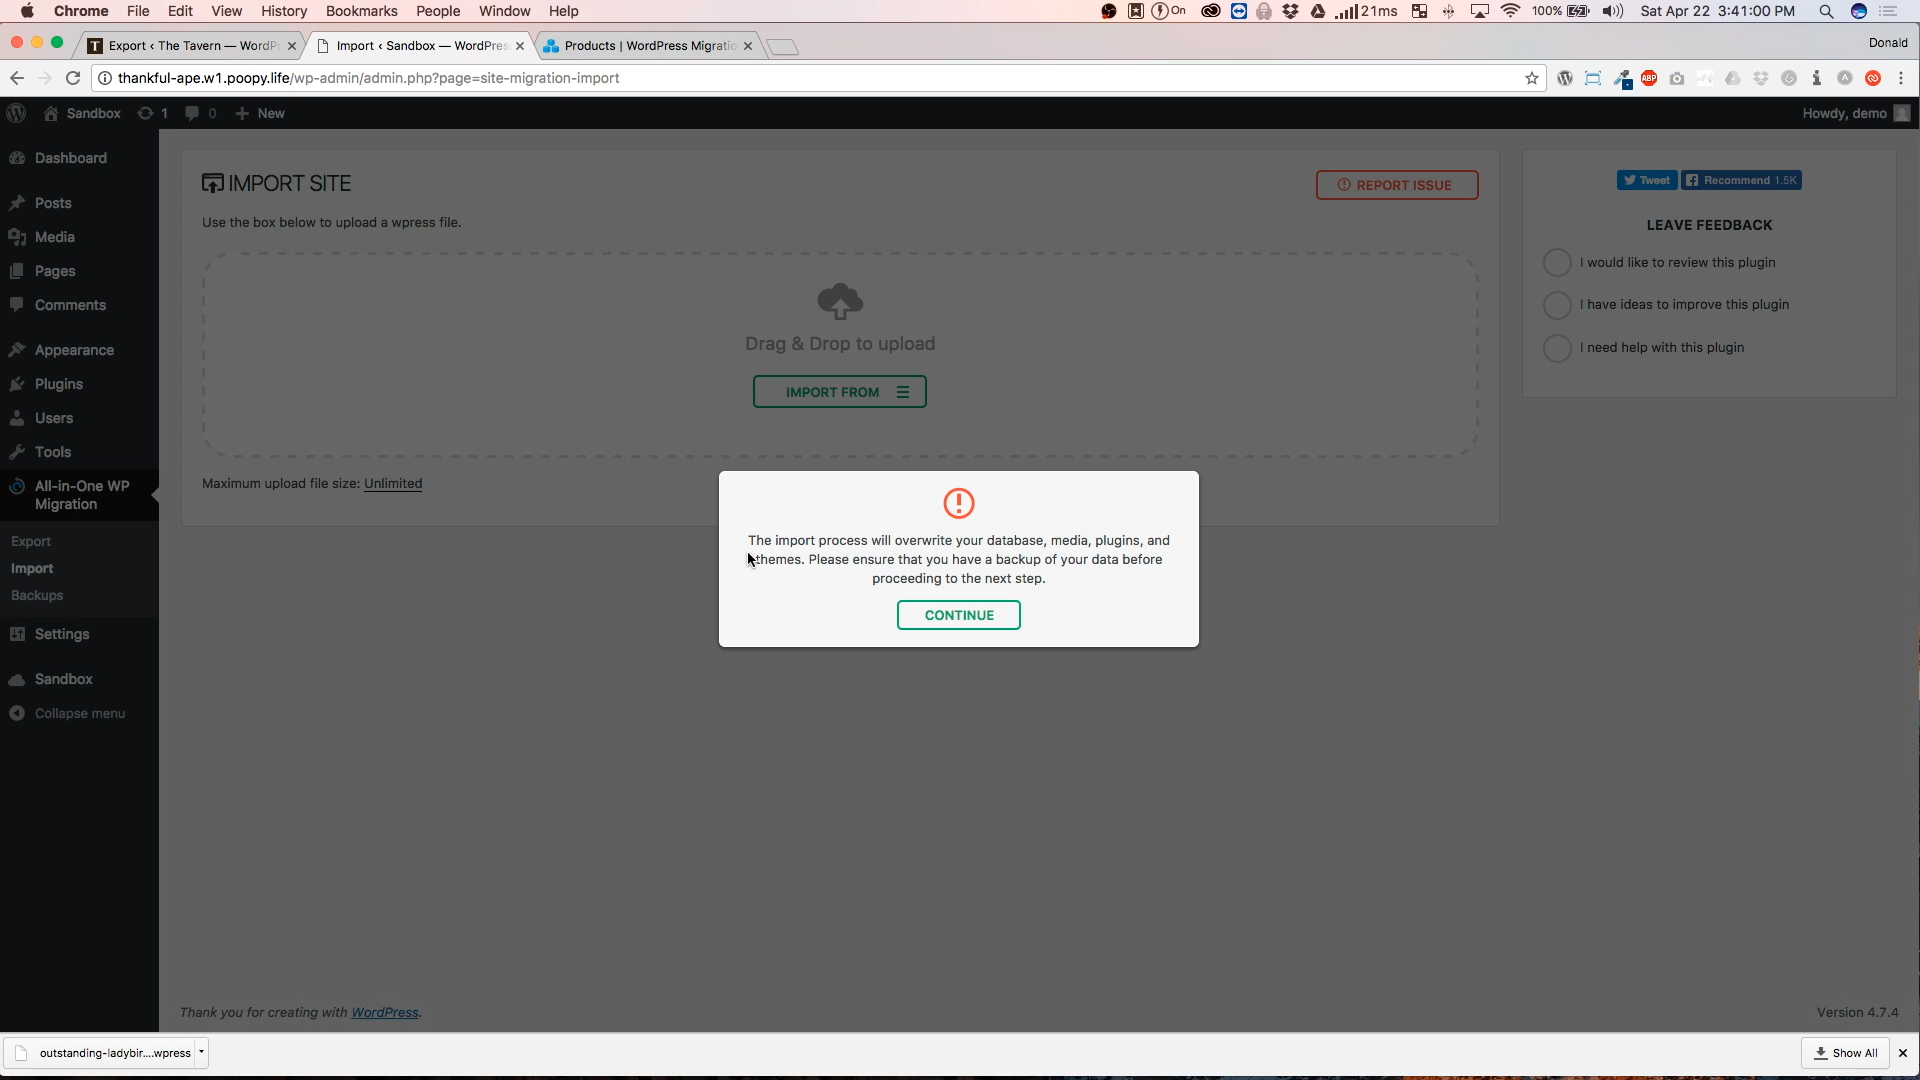 Chrome File Edit View History Bookmarks People Window Help
On 21ms 100% Sat Apr 22 3:41:00 PM
Export ‹ The Tavern — WordP
Import ‹ Sandbox — WordPres
Products | WordPress Migratio
Donald
thankful-ape.w1.poopy.life/wp-admin/admin.php?page=site-migration-import
ABP
Sandbox 1 0 New
Howdy, demo
Dashboard
Posts
Media
Pages
Comments
Appearance
Plugins
Users
Tools
All-in-One WP
Migration
Export
Import
Backups
Settings
Sandbox
Collapse menu
IMPORT SITE
REPORT ISSUE
Use the box below to upload a wpress file.
Drag & Drop to upload
IMPORT FROM
Maximum upload file size: Unlimited
Tweet
Recommend 1.5K
LEAVE FEEDBACK
I would like to review this plugin
I have ideas to improve this plugin
I need help with this plugin
The import process will overwrite your database, media, plugins, and
themes. Please ensure that you have a backup of your data before
proceeding to the next step.
CONTINUE
Thank you for creating with WordPress.
Version 4.7.4
outstanding-ladybir....wpress
Show All